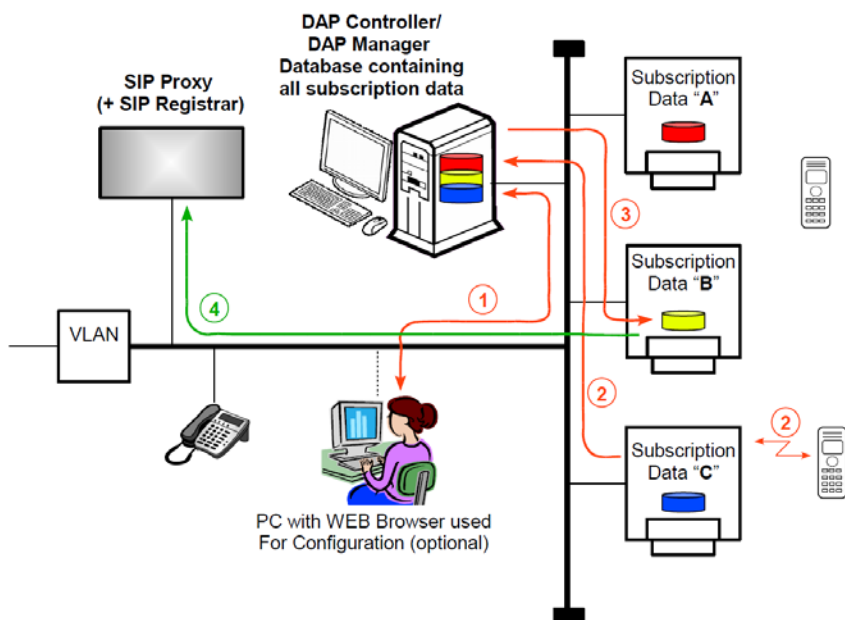 DAP Controller/
DAP Manager
Database containing
all subscription data
SIP Proxy
(+ SIP Registrar)
Subscription
Data “A”
3
Subscription
Data “B”
1
4
VLAN
2
2
Subscription
Data “C”
PC with WEB Browser used
For Configuration (optional)